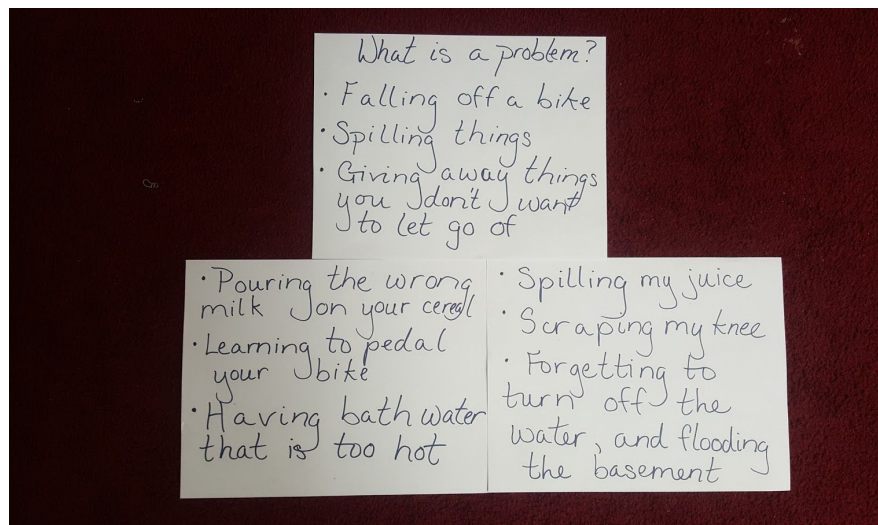 What is a problem?
· Falling off a bike
· Spilling things
· Giving away things
you don't want
to let go of
· Pouring the wrong
milk on your cereal
· Learning to pedal
your bike
· Having bath water
that is too hot
· Spilling my juice
· Scraping my knee
· Forgetting to
turn off the
water, and flooding
the basement